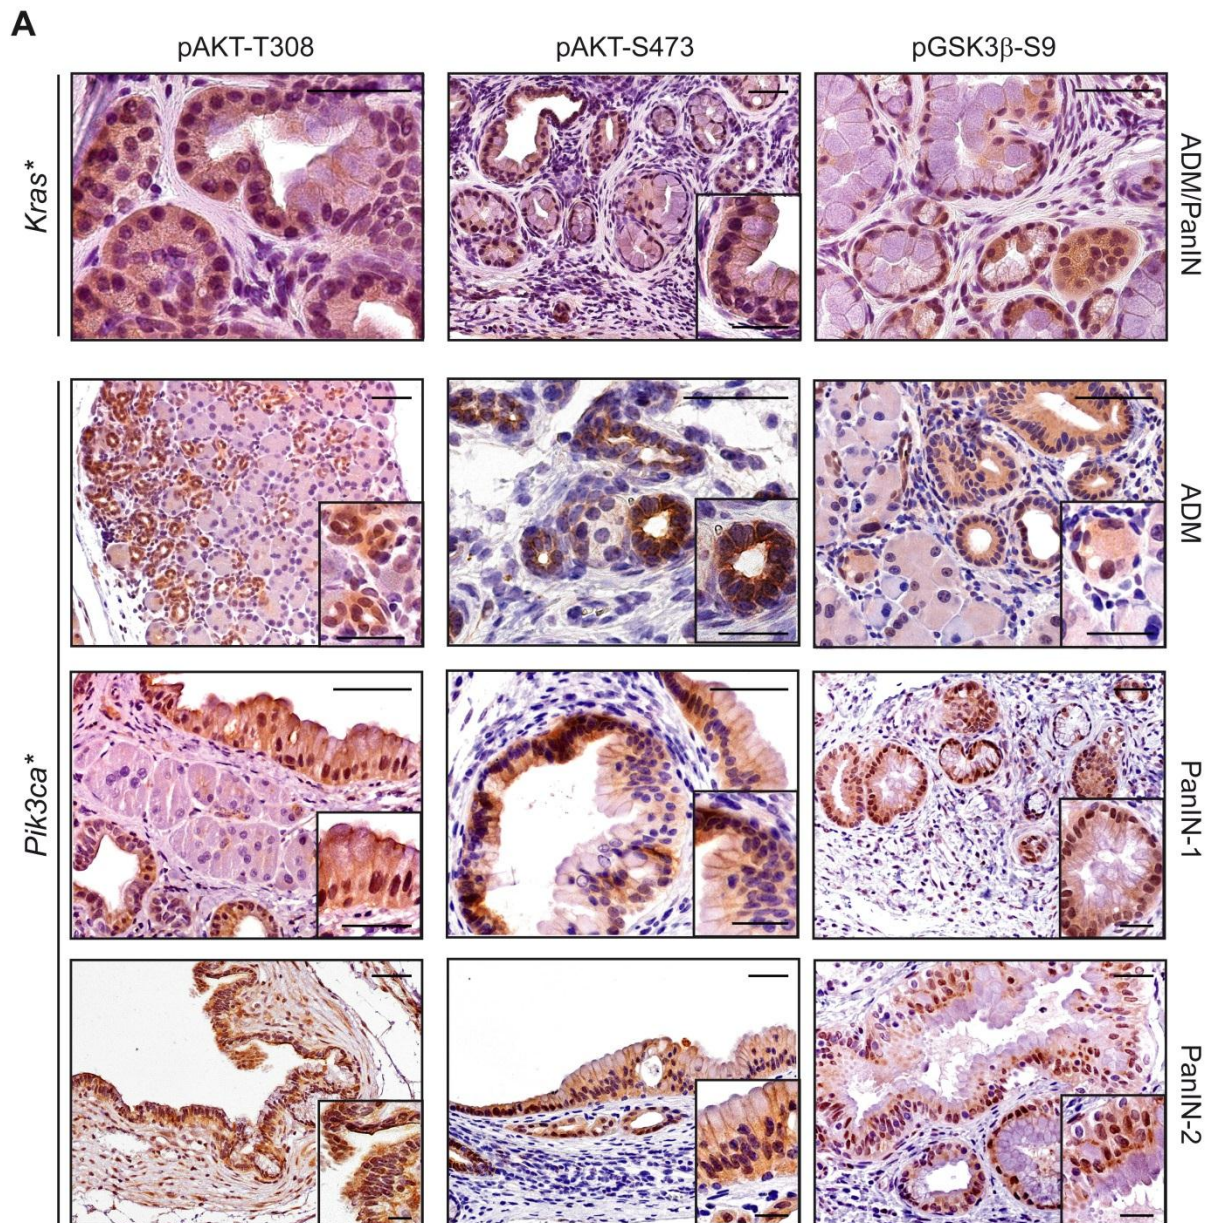 A
pAKT-T308
pAKT-S473
pGSK3β-S9
Kras*
ADM/PanIN
Pik3ca*
ADM
PanIN-1
PanIN-2